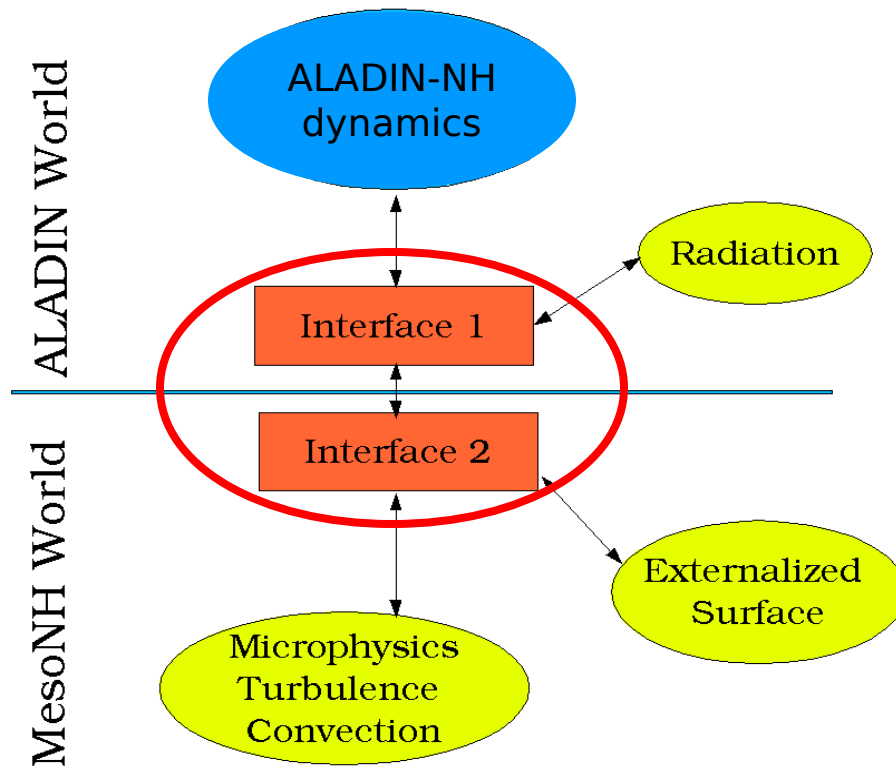 ALADIN-NH
dynamics
ALADIN World
Radiation
Interface 1
Interface 2
MesoNH World
Externalized
Surface
Microphysics
Turbulence
Convection